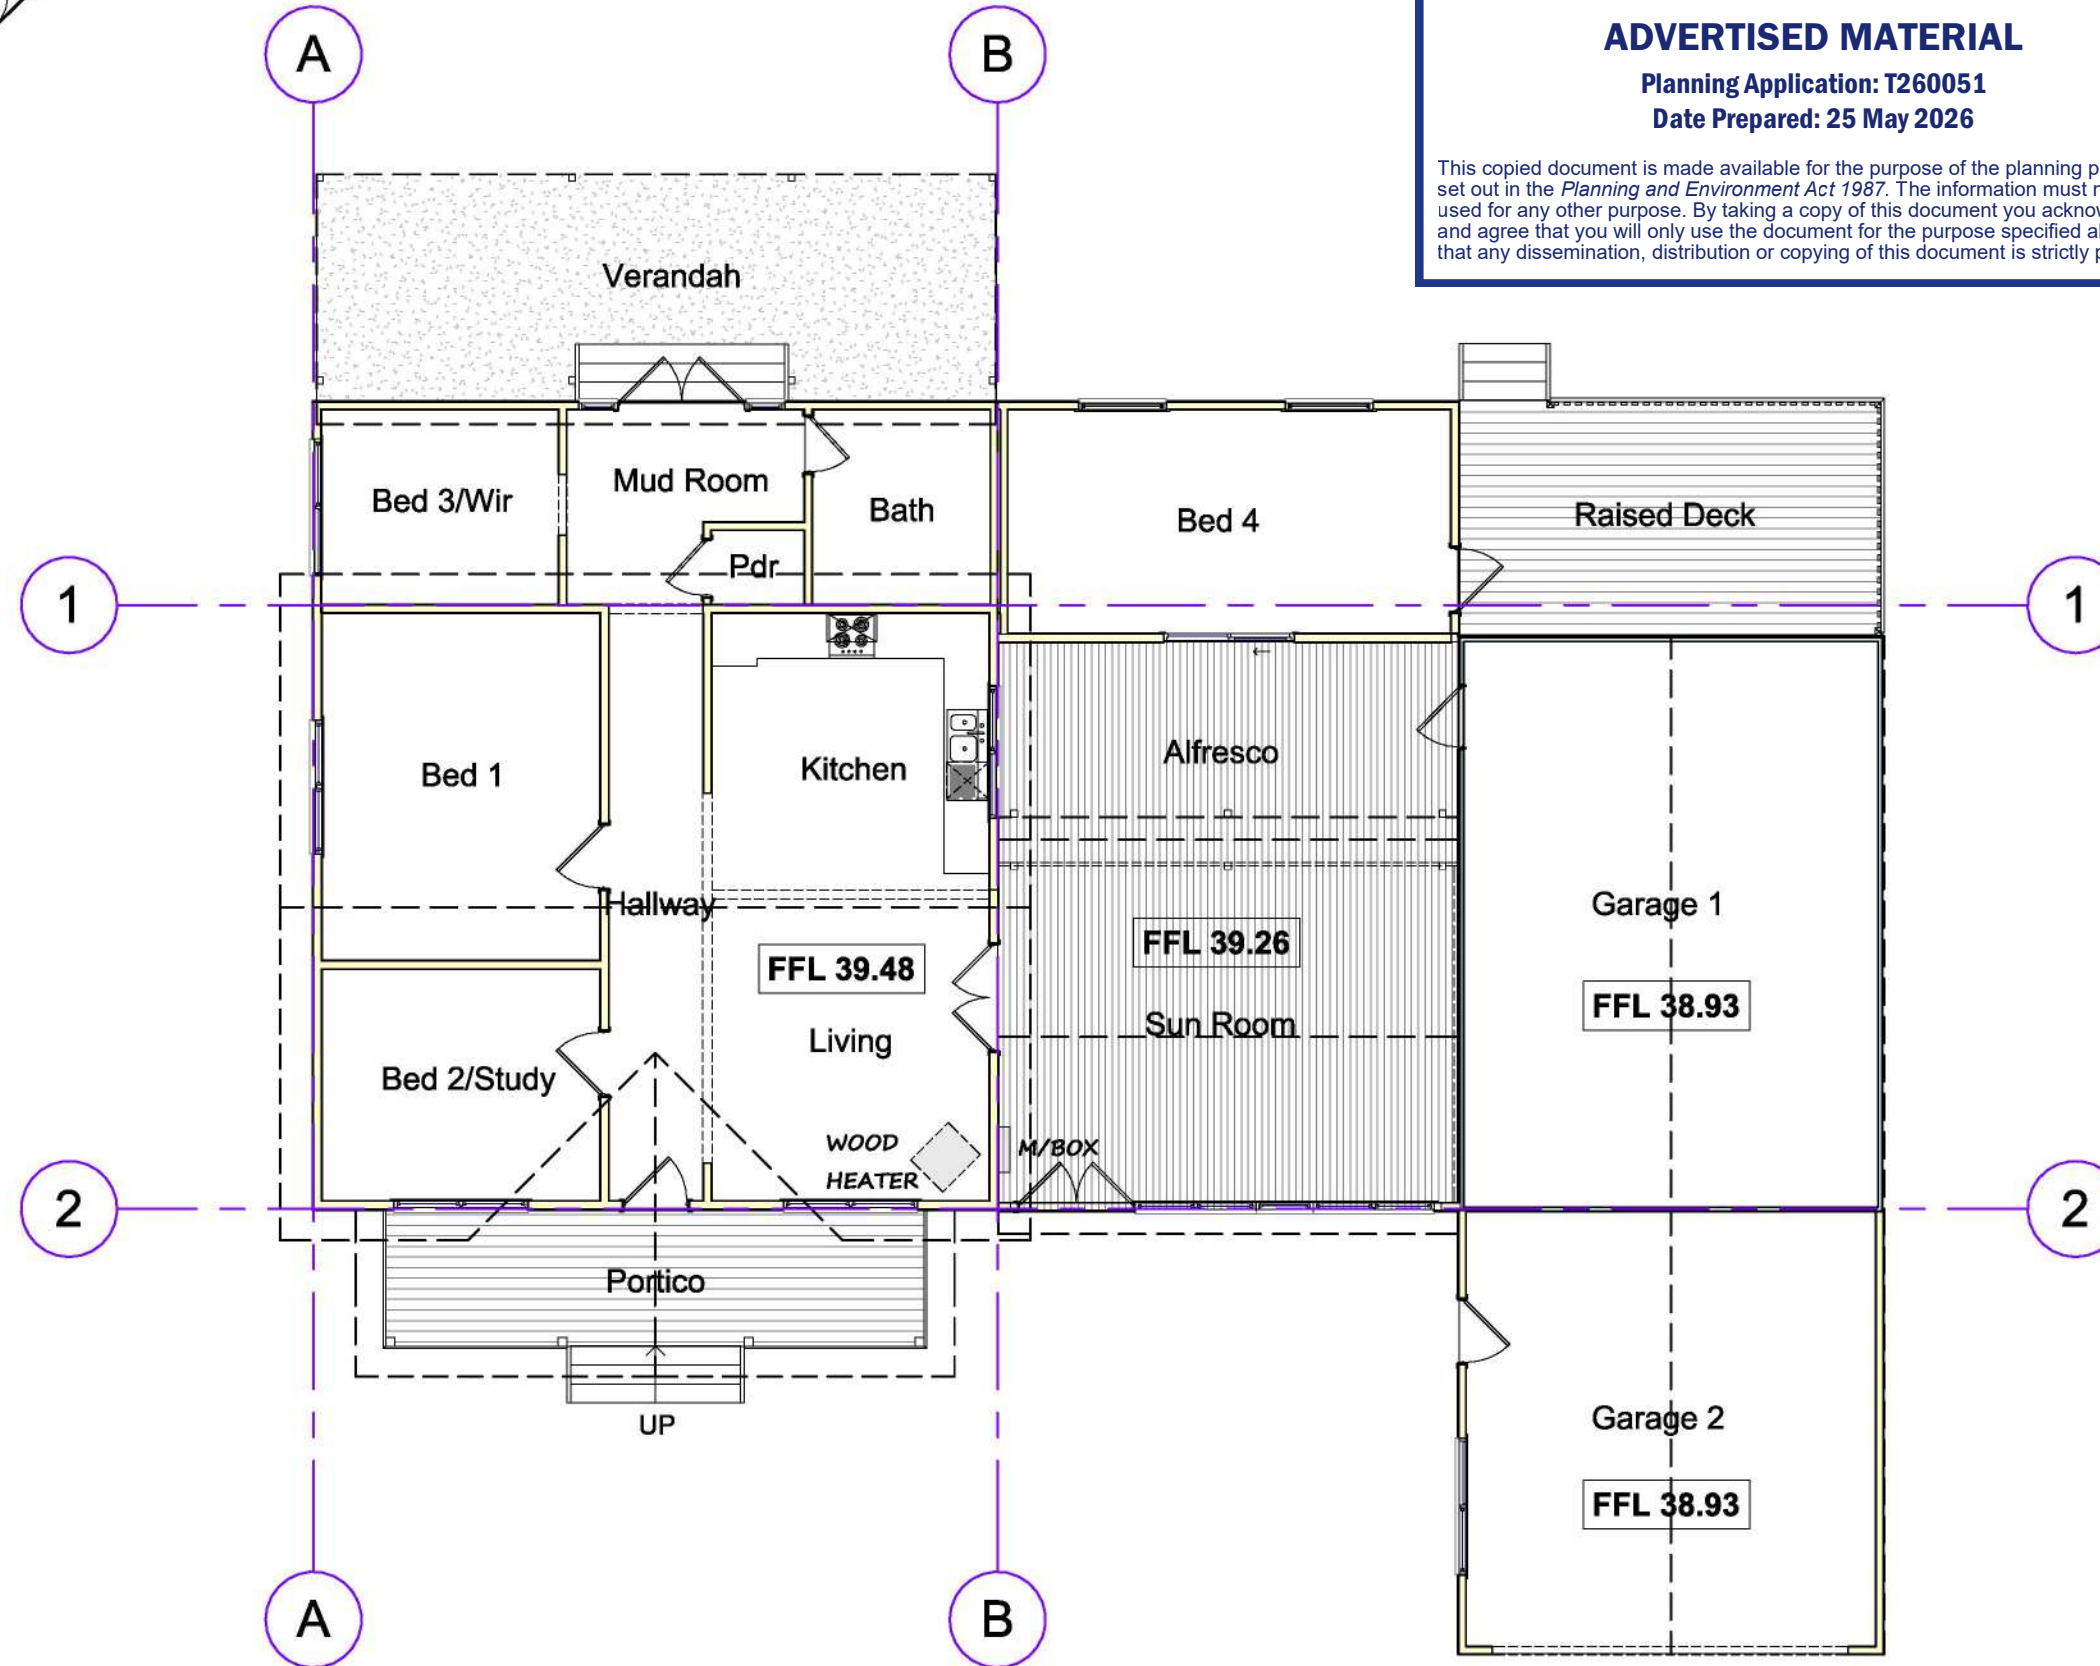 A
B
ADVERTISED MATERIAL
Planning Application: T260051
Date Prepared: 25 May 2026
This copied document is made available for the purpose of the planning
set out in the Planning and Environment Act 1987. The information must
used for any other purpose. By taking a copy of this document you
and agree that you will only use the document for the purpose specified
that any dissemination, distribution or copying of this document is strictly
Verandah
Bed 3/Wir
Mud Room
Bath
Pdr
Bed 4
Raised Deck
1
1
Bed 1
Kitchen
Alfresco
Hallway
Garage 1
FFL 39.48
FFL 39.26
FFL 38.93
Living
Sun Room
Bed 2/Study
WOOD
HEATER
M/BOX
2
2
Portico
UP
Garage 2
FFL 38.93
A
B